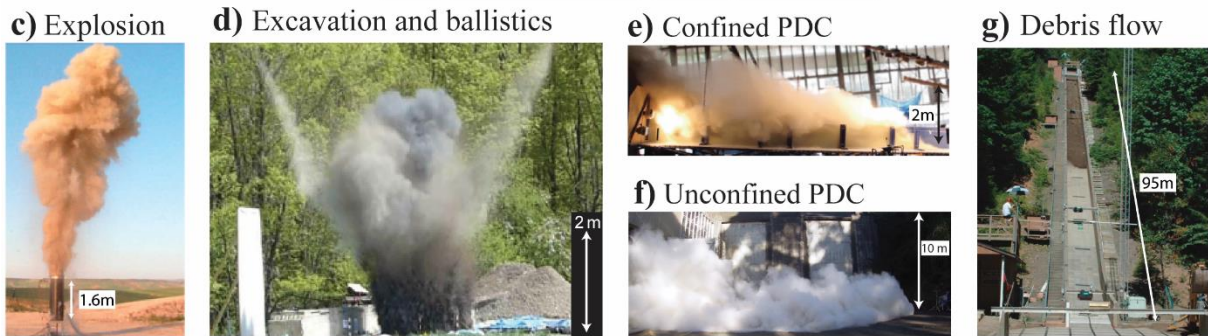 c) Explosion
1.6m
d) Excavation and ballistics
2 m
e) Confined PDC
2m
f) Unconfined PDC
10 m
g) Debris flow
95m